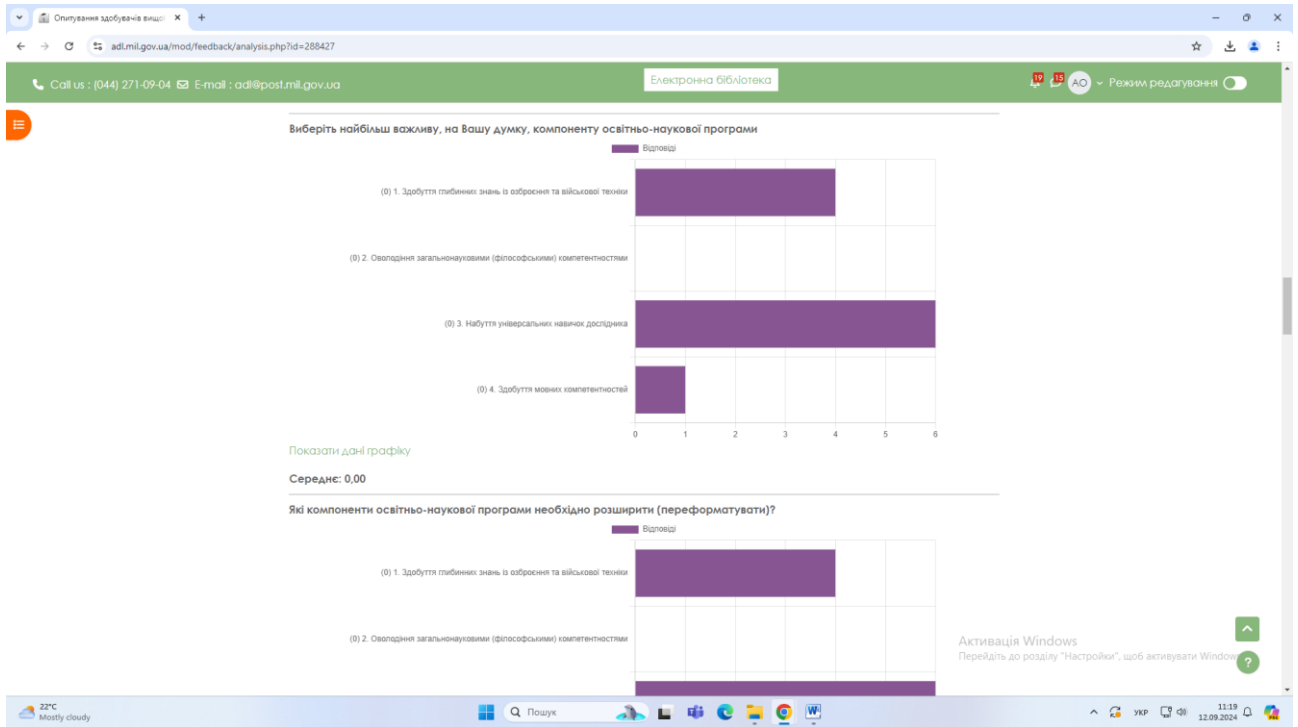 Опитування здобувачів вищої
adl.mil.gov.ua/mod/feedback/analysis.php?id=288427
Call us : (044) 271-09-04 E-mail : adl@post.mil.gov.ua
Електронна бібліотека
19 15 АО Режим редагування
Виберіть найбільш важливу, на Вашу думку, компоненту освітньо-наукової програми
Відповіді
(0) 1. Здобуття глибинних знань із озброєння та військової техніки
(0) 2. Оволодіння загальнонауковими (філософськими) компетентностями
(0) 3. Набуття універсальних навичок дослідника
(0) 4. Здобуття мовних компетентностей
0 1 2 3 4 5 6
Показати дані графіку
Середнє: 0,00
Які компоненти освітньо-наукової програми необхідно розширити (переформатувати)?
Відповіді
(0) 1. Здобуття глибинних знань із озброєння та військової техніки
(0) 2. Оволодіння загальнонауковими (філософськими) компетентностями
Активація Windows
Перейдіть до розділу "Настройки", щоб активувати Window
?
22°C
Mostly cloudy
Пошук
УКР
11:19
12.09.2024